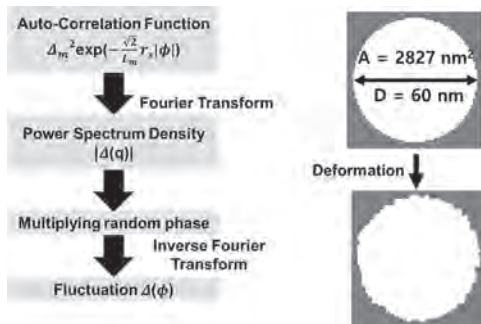 Auto-Correlation Function
Δₘ²exp(-√2/Lₘ rₛ|ϕ|)
Fourier Transform
Power Spectrum Density
|Δ(q)|
Multiplying random phase
Inverse Fourier
Transform
Fluctuation Δ(ϕ)
A = 2827 nm²
D = 60 nm
Deformation